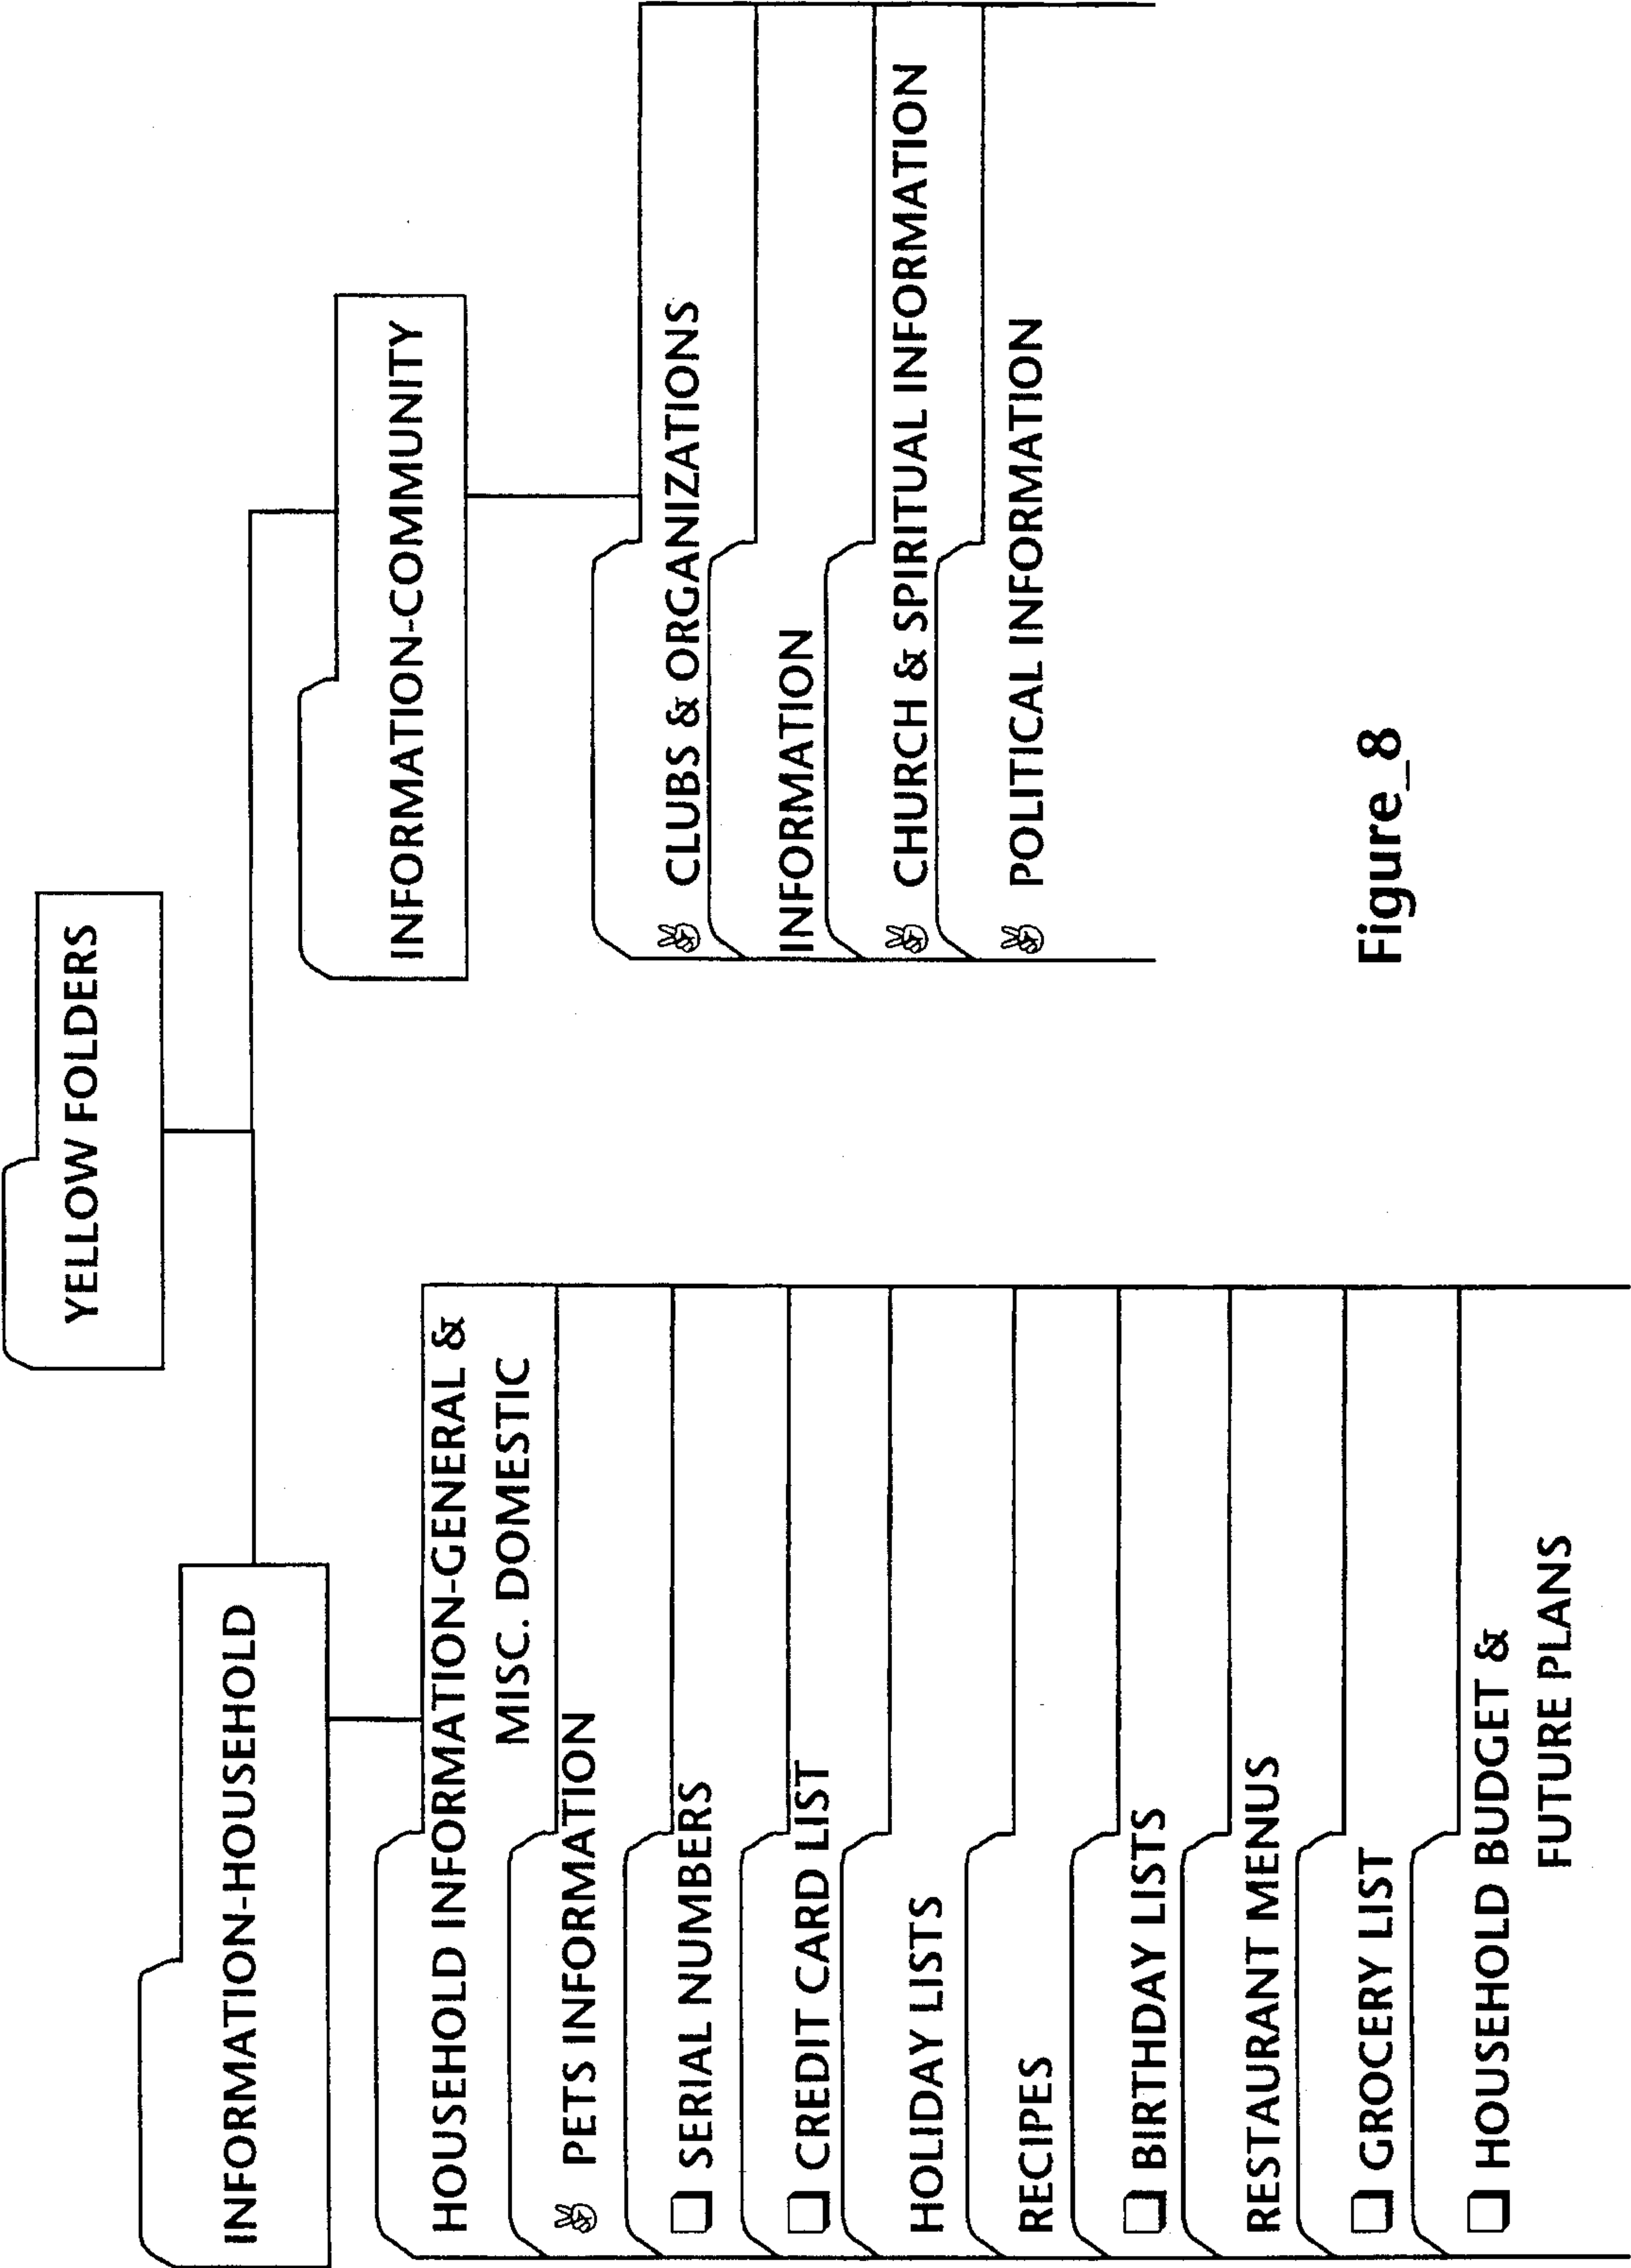 YELLOW FOLDERS
INFORMATION-HOUSEHOLD
HOUSEHOLD INFORMATION-GENERAL &
MISC. DOMESTIC
✌ PETS INFORMATION
❏ SERIAL NUMBERS
❏ CREDIT CARD LIST
HOLIDAY LISTS
RECIPES
❏ BIRTHDAY LISTS
RESTAURANT MENUS
❏ GROCERY LIST
❏ HOUSEHOLD BUDGET &
FUTURE PLANS
INFORMATION-COMMUNITY
✌ CLUBS & ORGANIZATIONS
INFORMATION
✌ CHURCH & SPIRITUAL INFORMATION
✌ POLITICAL INFORMATION
Figure_8